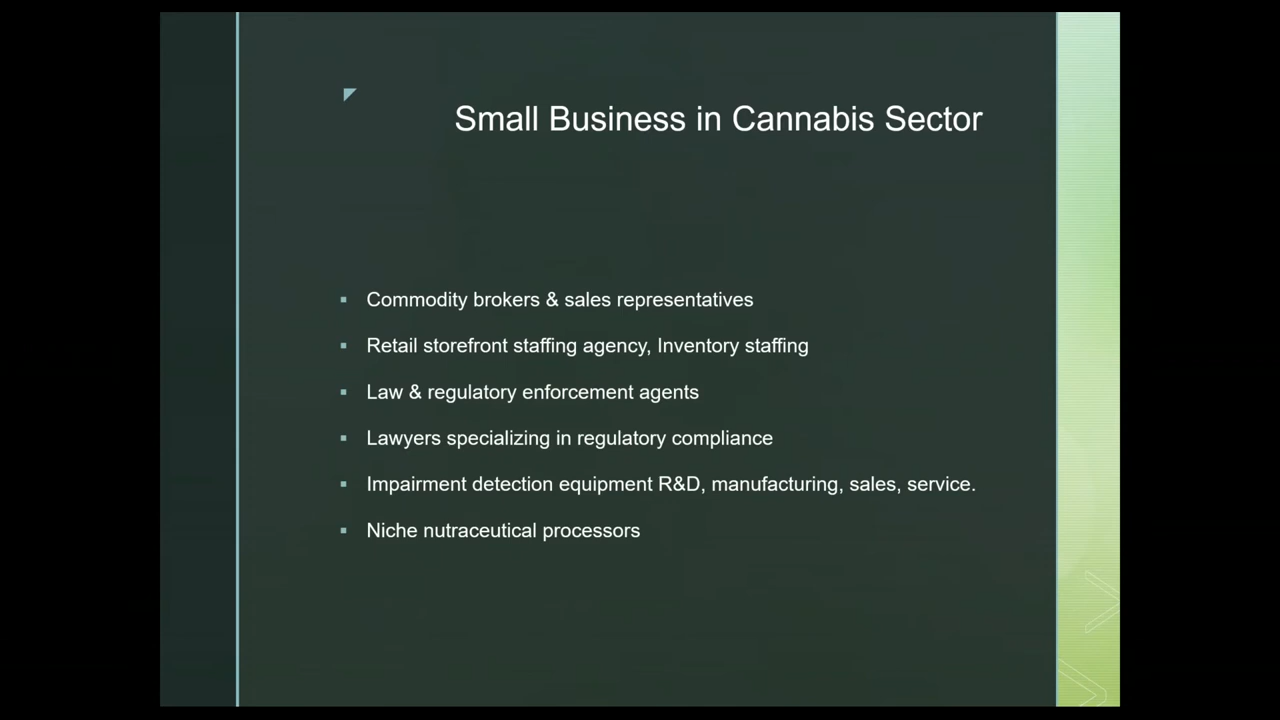 Small Business in Cannabis Sector
Commodity brokers & sales representatives
Retail storefront staffing agency, Inventory staffing
Law & regulatory enforcement agents
Lawyers specializing in regulatory compliance
Impairment detection equipment R&D, manufacturing, sales, service.
Niche nutraceutical processors